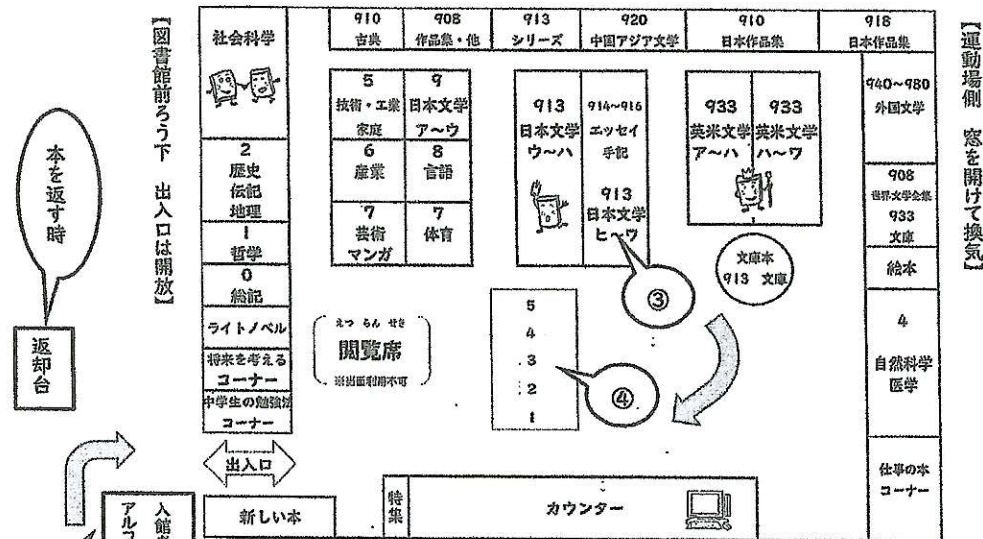 【図書館前ろう下　出入口は開放】
【運動場側　窓を開けて換気】
本を返す時
返却台
社会科学
910
古典
908
作品集・他
913
シリーズ
920
中国アジア文学
910
日本作品集
918
日本作品集
5
技術・工業
家庭
9
日本文学
ア～ウ
6
産業
8
言語
7
芸術
マンガ
7
体育
913
日本文学
ウ～ハ
914～916
エッセイ
手記
913
日本文学
ヒ～ワ
933
英米文学
ア～ハ
933
英米文学
ハ～ワ
940～980
外国文学
908
世界文学全集
933
文庫
絵本
4
自然科学
医学
仕事の本
コーナー
2
歴史
伝記
地理
1
哲学
0
総記
ライトノベル
将来を考える
コーナー
中学生の勉強法
コーナー
出入口
新しい本
えつ らん せき
閲覧席
※当面利用不可
文庫本
913 文庫
③
5
4
3
2
1
④
特集
カウンター
入館
アルコ